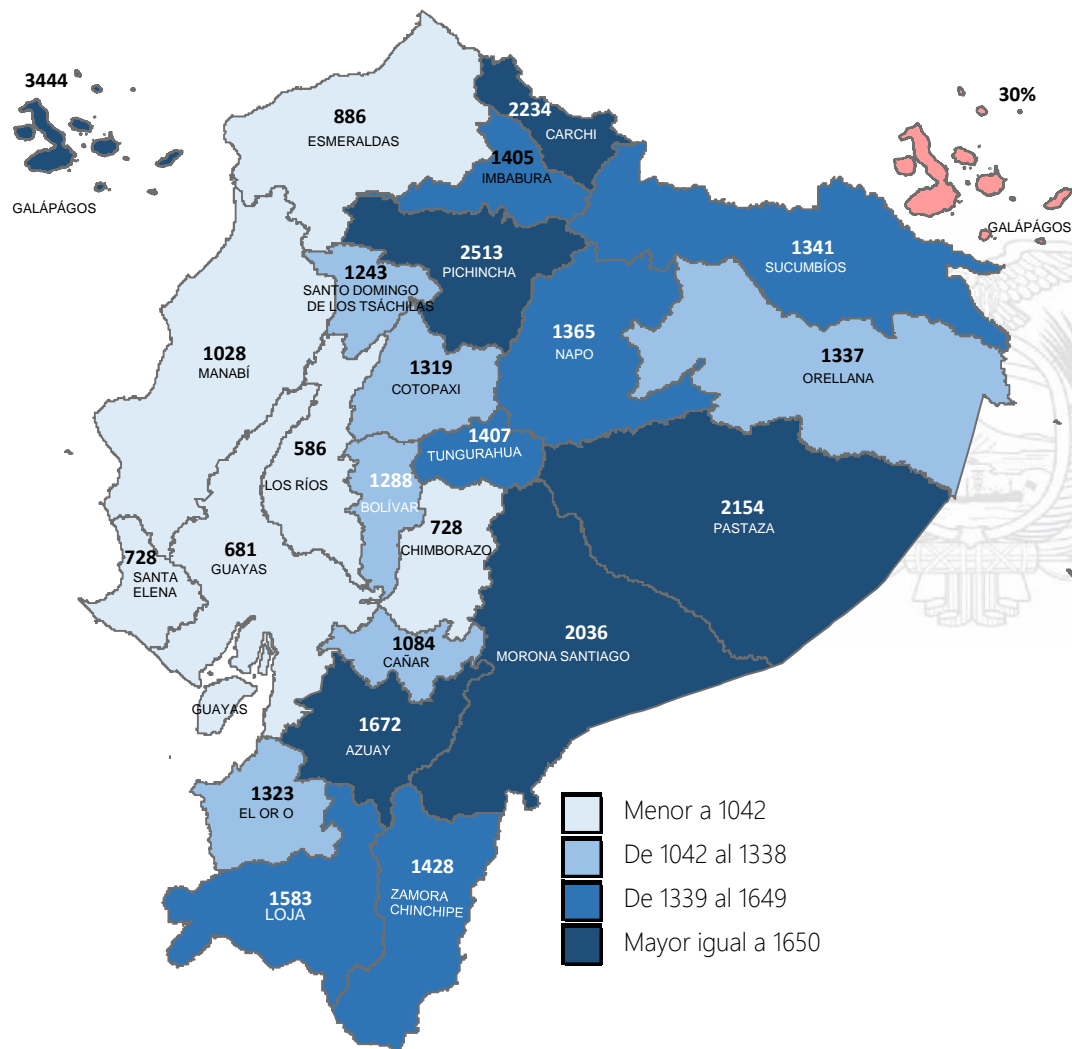 3444
GALÁPÁGOS
886
ESMERALDAS
2234
CARCHI
1405
IMBABURA
30%
GALÁPÁGOS
2513
PICHINCHA
1341
SUCUMBÍOS
1243
SANTO DOMINGO
DE LOS TSÁCHILAS
1028
MANABÍ
1319
COTOPAXI
1365
NAPO
1337
ORELLANA
586
LOS RÍOS
1407
TUNGURAHUA
1288
BOLÍVAR
728
CHIMBORAZO
2154
PASTAZA
728
SANTA
ELENA
681
GUAYAS
1084
CAÑAR
2036
MORONA SANTIAGO
GUAYAS
1672
AZUAY
1323
EL OR O
1583
LOJA
1428
ZAMORA
CHINCHIPE
Menor a 1042
De 1042 al 1338
De 1339 al 1649
Mayor igual a 1650